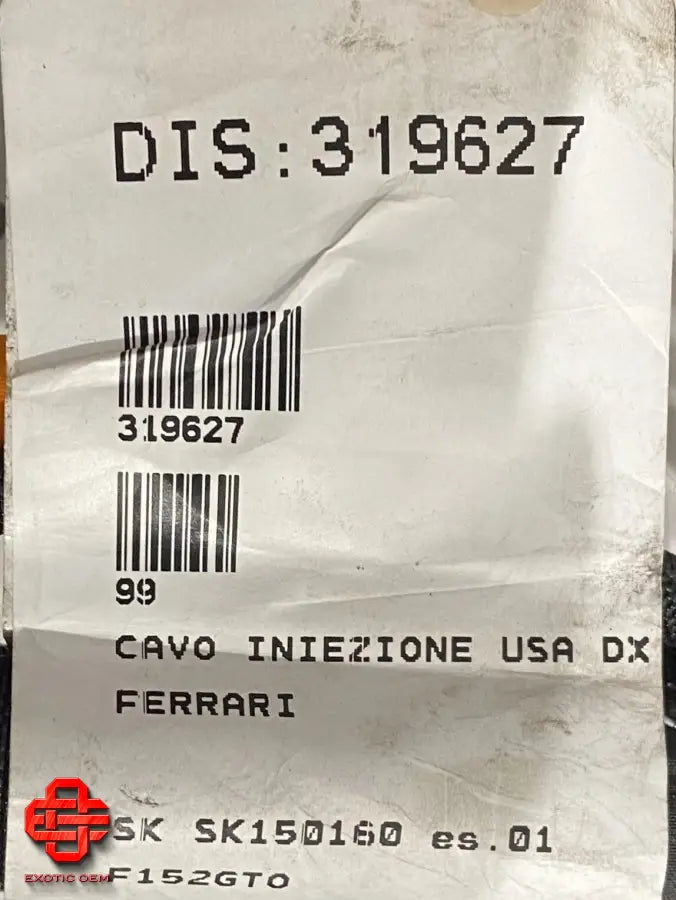 DIS:319627
319627
99
CAVO INIEZIONE USA DX
FERRARI
SK SK150160 es.01
F152GTO
EXOTIC OEM